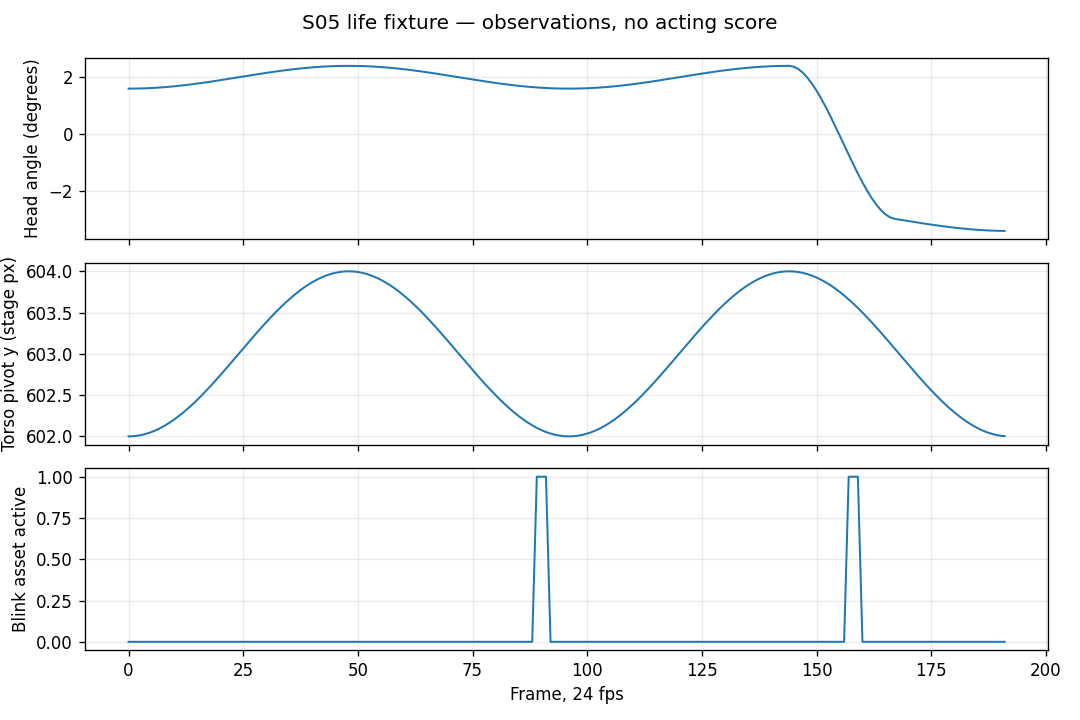 S05 life fixture — observations, no acting score
Head angle (degrees)
2
0
−2
Torso pivot y (stage px)
604.0
603.5
603.0
602.5
602.0
Blink asset active
1.00
0.75
0.50
0.25
0.00
0 25 50 75 100 125 150 175 200
Frame, 24 fps